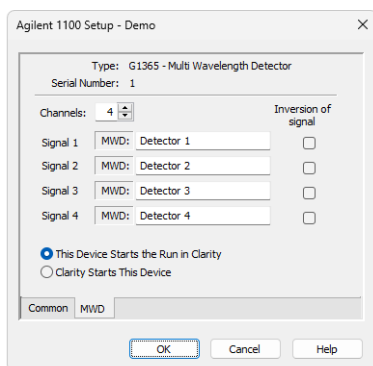 Agilent 1100 Setup - Demo
Type: G1365 - Multi Wavelength Detector
Serial Number: 1
Channels: 4
Inversion of
signal
Signal 1 MWD: Detector 1
Signal 2 MWD: Detector 2
Signal 3 MWD: Detector 3
Signal 4 MWD: Detector 4
This Device Starts the Run in Clarity
Clarity Starts This Device
Common MWD
OK Cancel Help